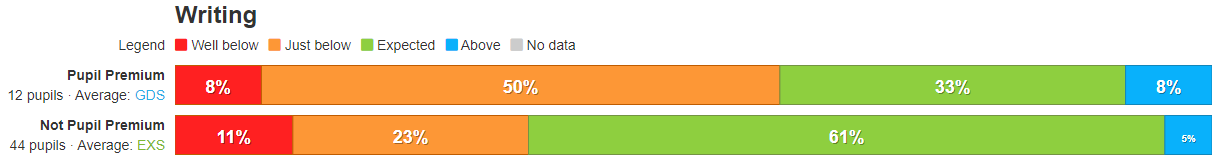 Writing
Legend Well below Just below Expected Above No data
Pupil Premium
12 pupils · Average: GDS
8% 50% 33% 8%
Not Pupil Premium
44 pupils · Average: EXS
11% 23% 61% 5%